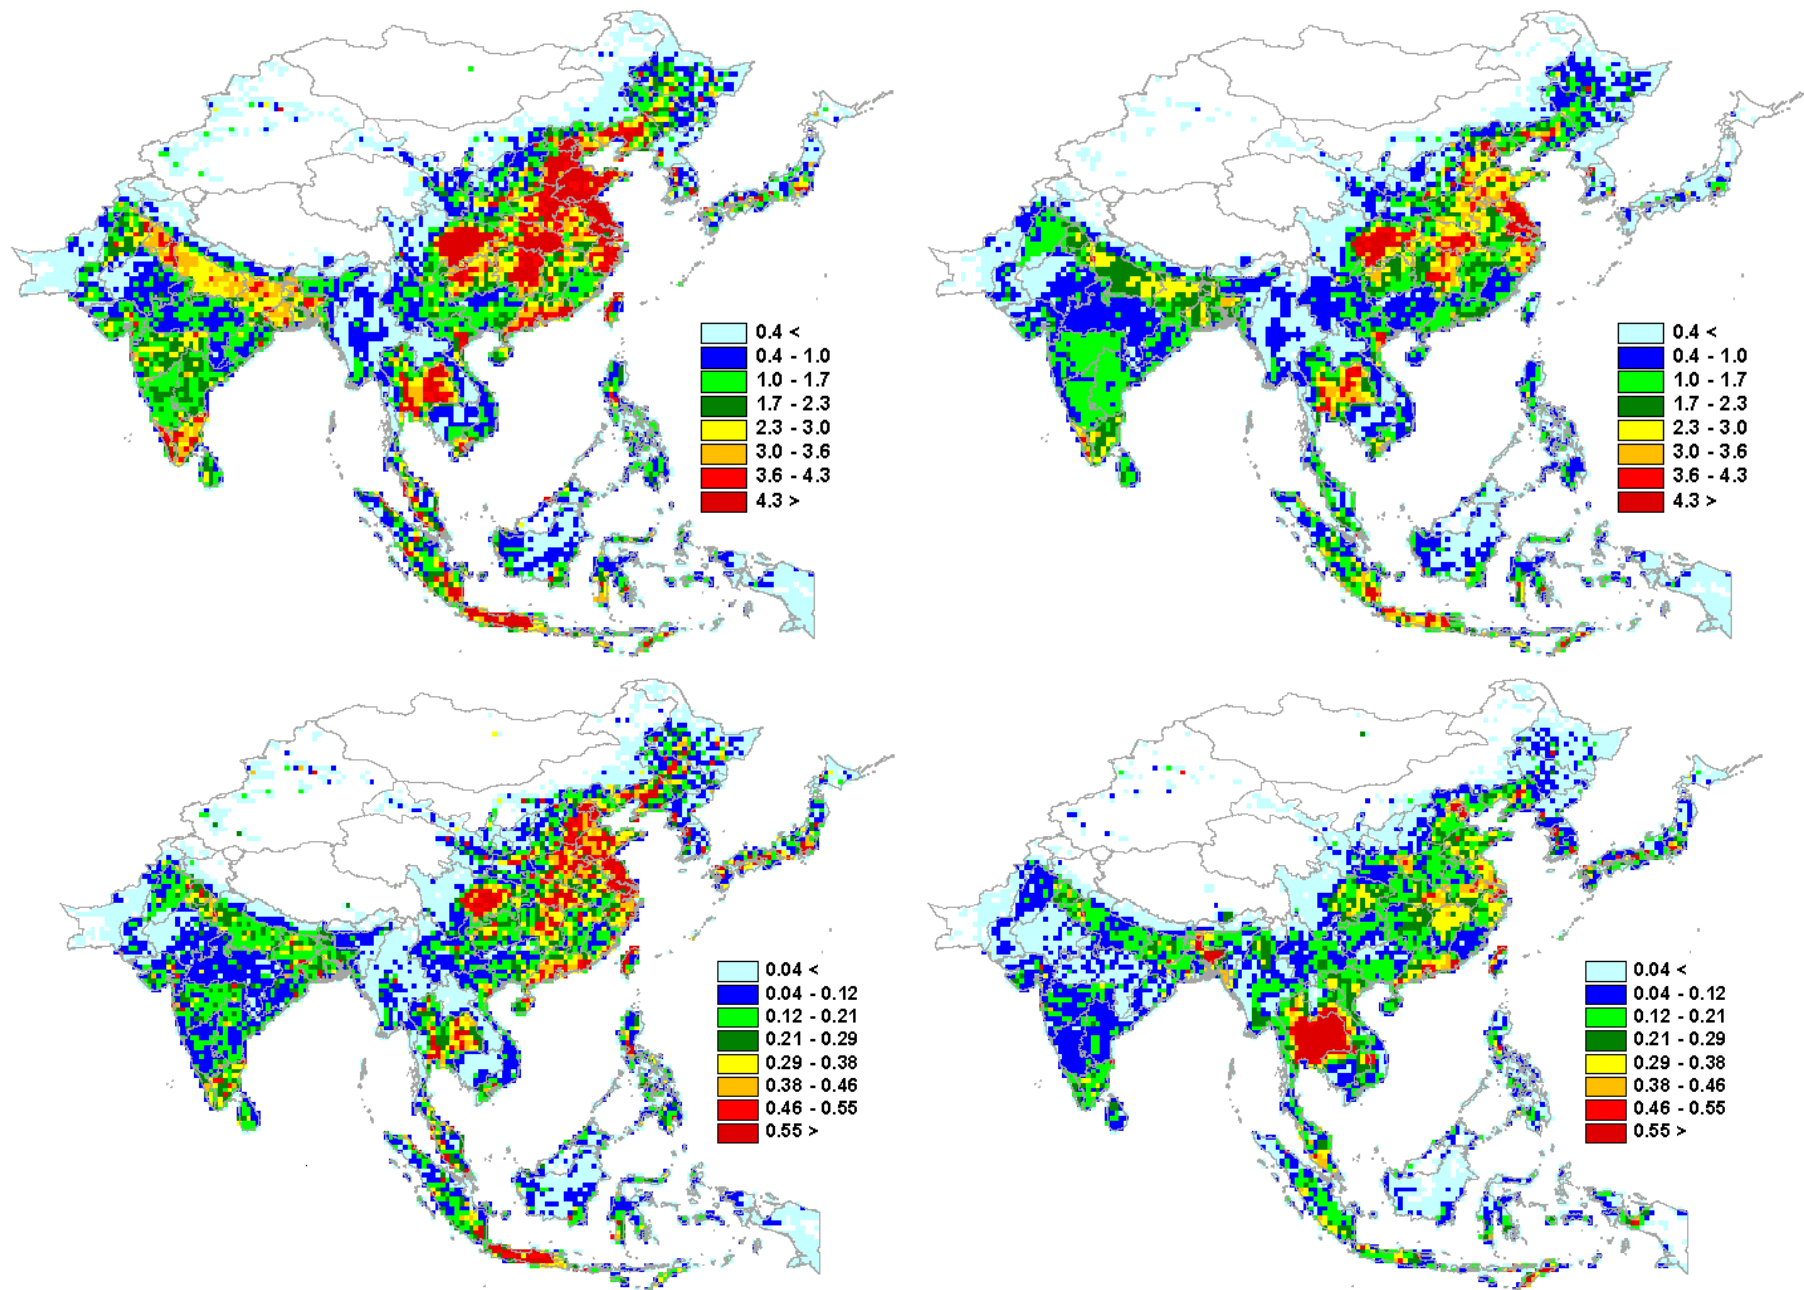 0.4 <
0.4 - 1.0
1.0 - 1.7
1.7 - 2.3
2.3 - 3.0
3.0 - 3.6
3.6 - 4.3
4.3 >
0.4 <
0.4 - 1.0
1.0 - 1.7
1.7 - 2.3
2.3 - 3.0
3.0 - 3.6
3.6 - 4.3
4.3 >
0.04 <
0.04 - 0.12
0.12 - 0.21
0.21 - 0.29
0.29 - 0.38
0.38 - 0.46
0.46 - 0.55
0.55 >
0.04 <
0.04 - 0.12
0.12 - 0.21
0.21 - 0.29
0.29 - 0.38
0.38 - 0.46
0.46 - 0.55
0.55 >